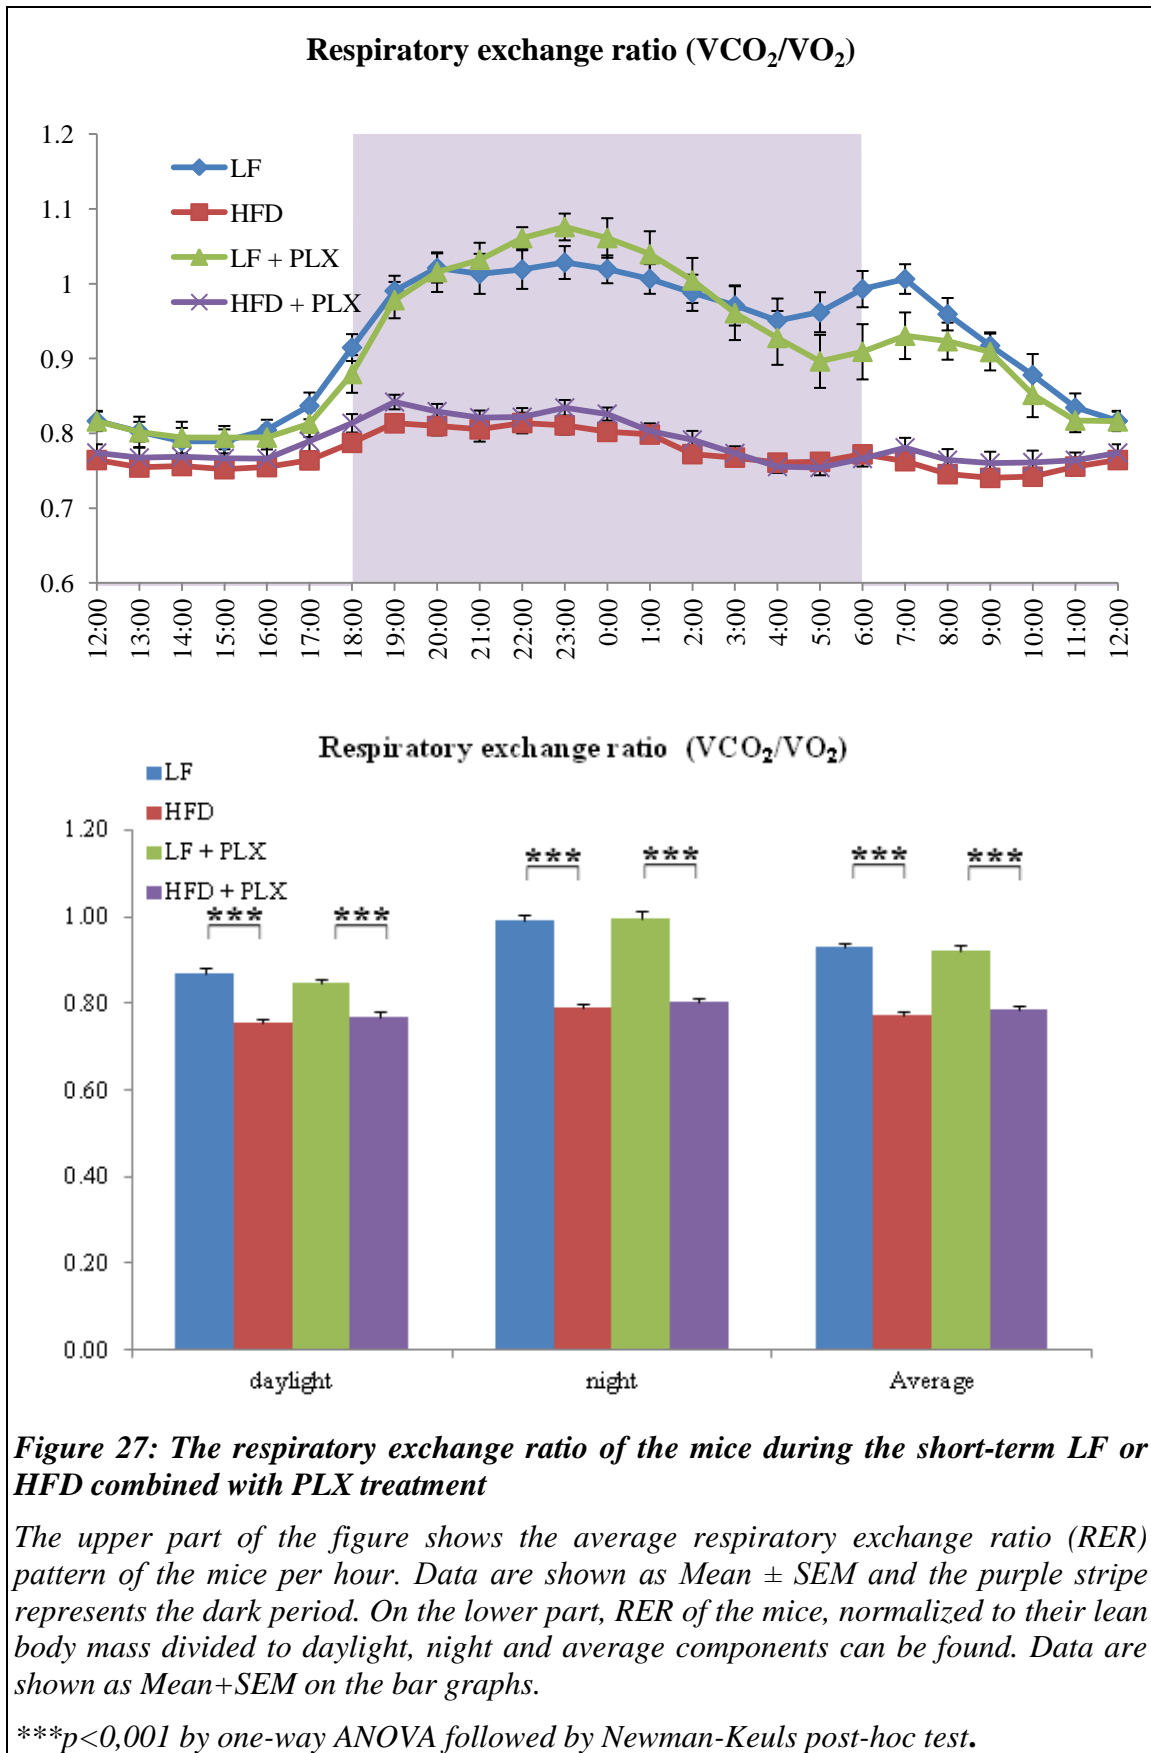 Respiratory exchange ratio (VCO₂/VO₂)
1.2
1.1
1
0.9
0.8
0.7
0.6
LF
HFD
LF + PLX
HFD + PLX
12:00 13:00 14:00 15:00 16:00 17:00 18:00 19:00 20:00 21:00 22:00 23:00 0:00 1:00 2:00 3:00 4:00 5:00 6:00 7:00 8:00 9:00 10:00 11:00 12:00
Respiratory exchange ratio (VCO₂/VO₂)
LF
HFD
LF + PLX
HFD + PLX
1.20
1.00
0.80
0.60
0.40
0.20
0.00
*** *** *** *** *** ***
daylight night Average
Figure 27: The respiratory exchange ratio of the mice during the short-term LF or
HFD combined with PLX treatment
The upper part of the figure shows the average respiratory exchange ratio (RER)
pattern of the mice per hour. Data are shown as Mean ± SEM and the purple stripe
represents the dark period. On the lower part, RER of the mice, normalized to their lean
body mass divided to daylight, night and average components can be found. Data are
shown as Mean+SEM on the bar graphs.
***p<0,001 by one-way ANOVA followed by Newman-Keuls post-hoc test.